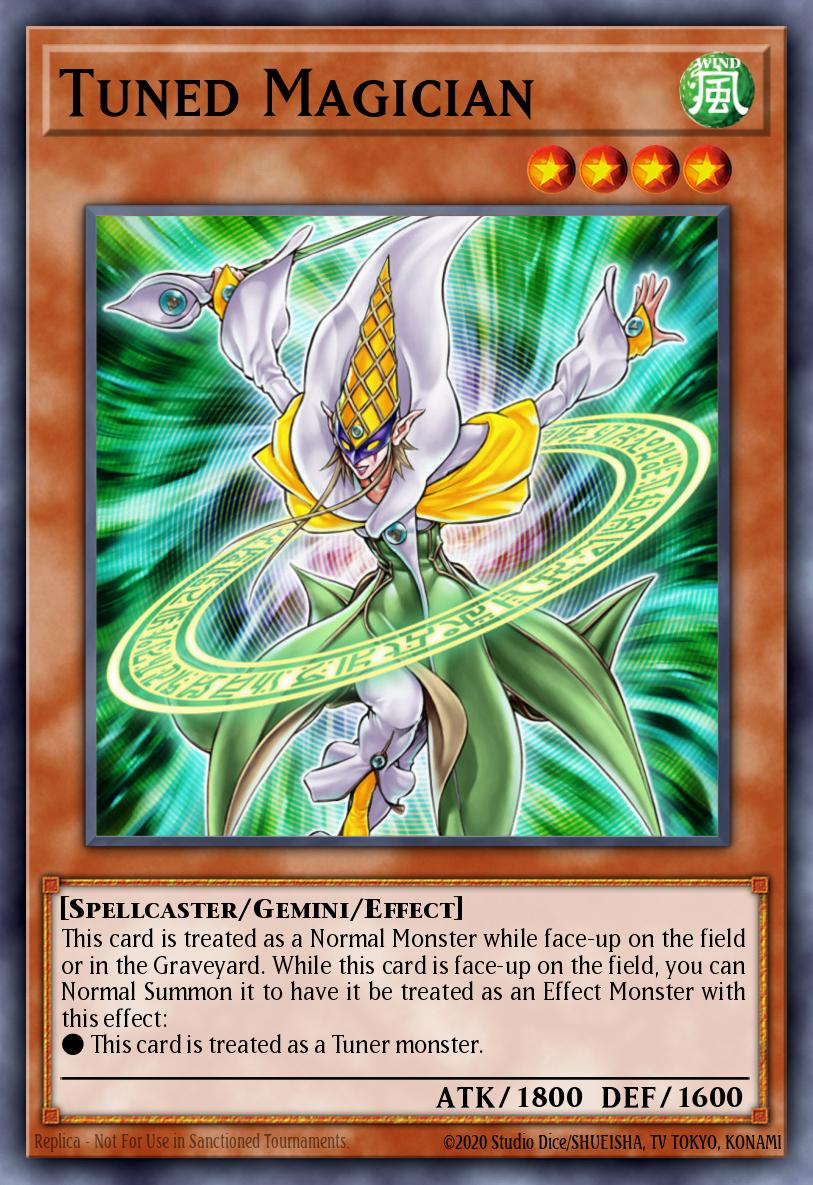 Tuned Magician
WIND
風
[Spellcaster/Gemini/Effect]
This card is treated as a Normal Monster while face-up on the field
or in the Graveyard. While this card is face-up on the field, you can
Normal Summon it to have it be treated as an Effect Monster with
this effect:
● This card is treated as a Tuner monster.
ATK/1800 DEF/1600
Replica - Not For Use in Sanctioned Tournaments.
©2020 Studio Dice/SHUEISHA, TV TOKYO, KONAMI